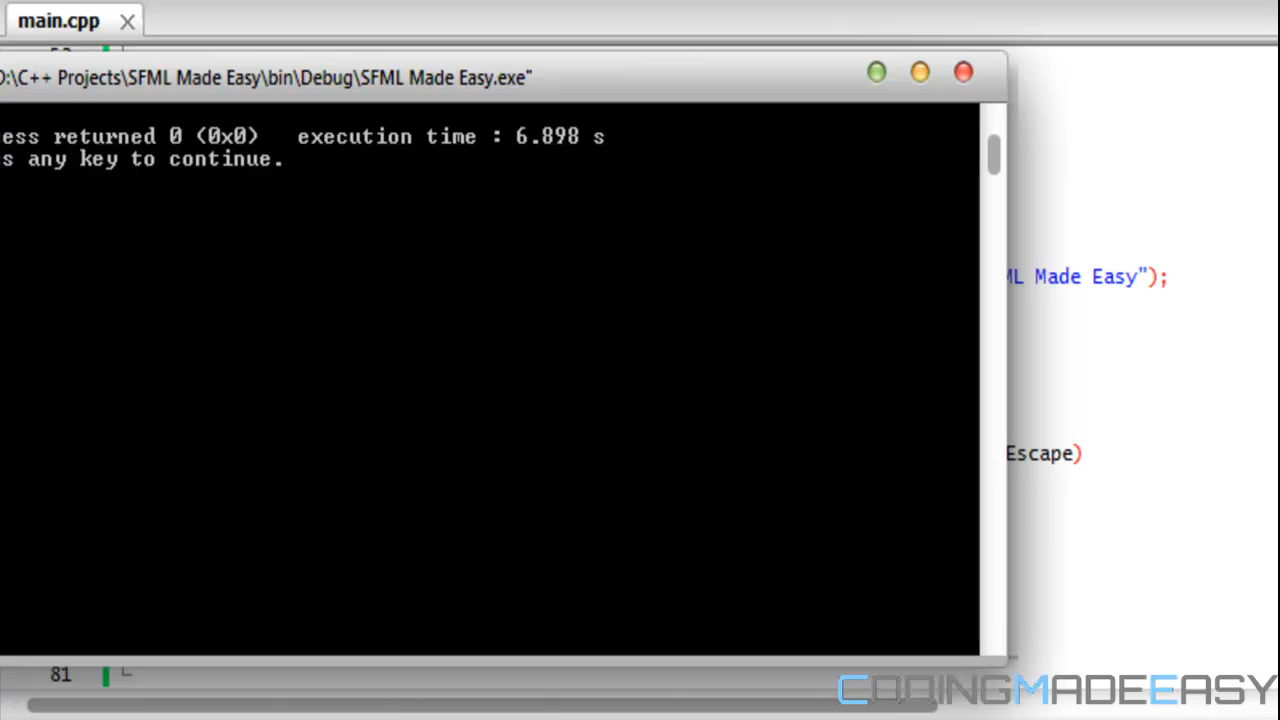 main.cpp
:\C++ Projects\SFML Made Easy\bin\Debug\SFML Made Easy.exe"
ess returned 0 (0x0) execution time : 6.898 s
s any key to continue.
ML Made Easy");
Escape)
81
CODINGMADEEASY